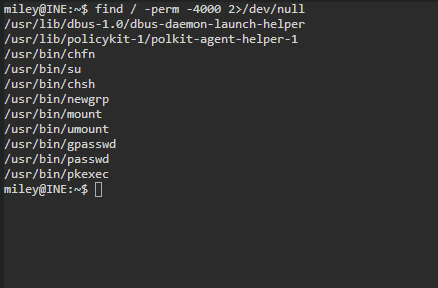 miley@INE:~$ find / -perm -4000 2>/dev/null
/usr/lib/dbus-1.0/dbus-daemon-launch-helper
/usr/lib/policykit-1/polkit-agent-helper-1
/usr/bin/chfn
/usr/bin/su
/usr/bin/chsh
/usr/bin/newgrp
/usr/bin/mount
/usr/bin/umount
/usr/bin/gpasswd
/usr/bin/passwd
/usr/bin/pkexec
miley@INE:~$